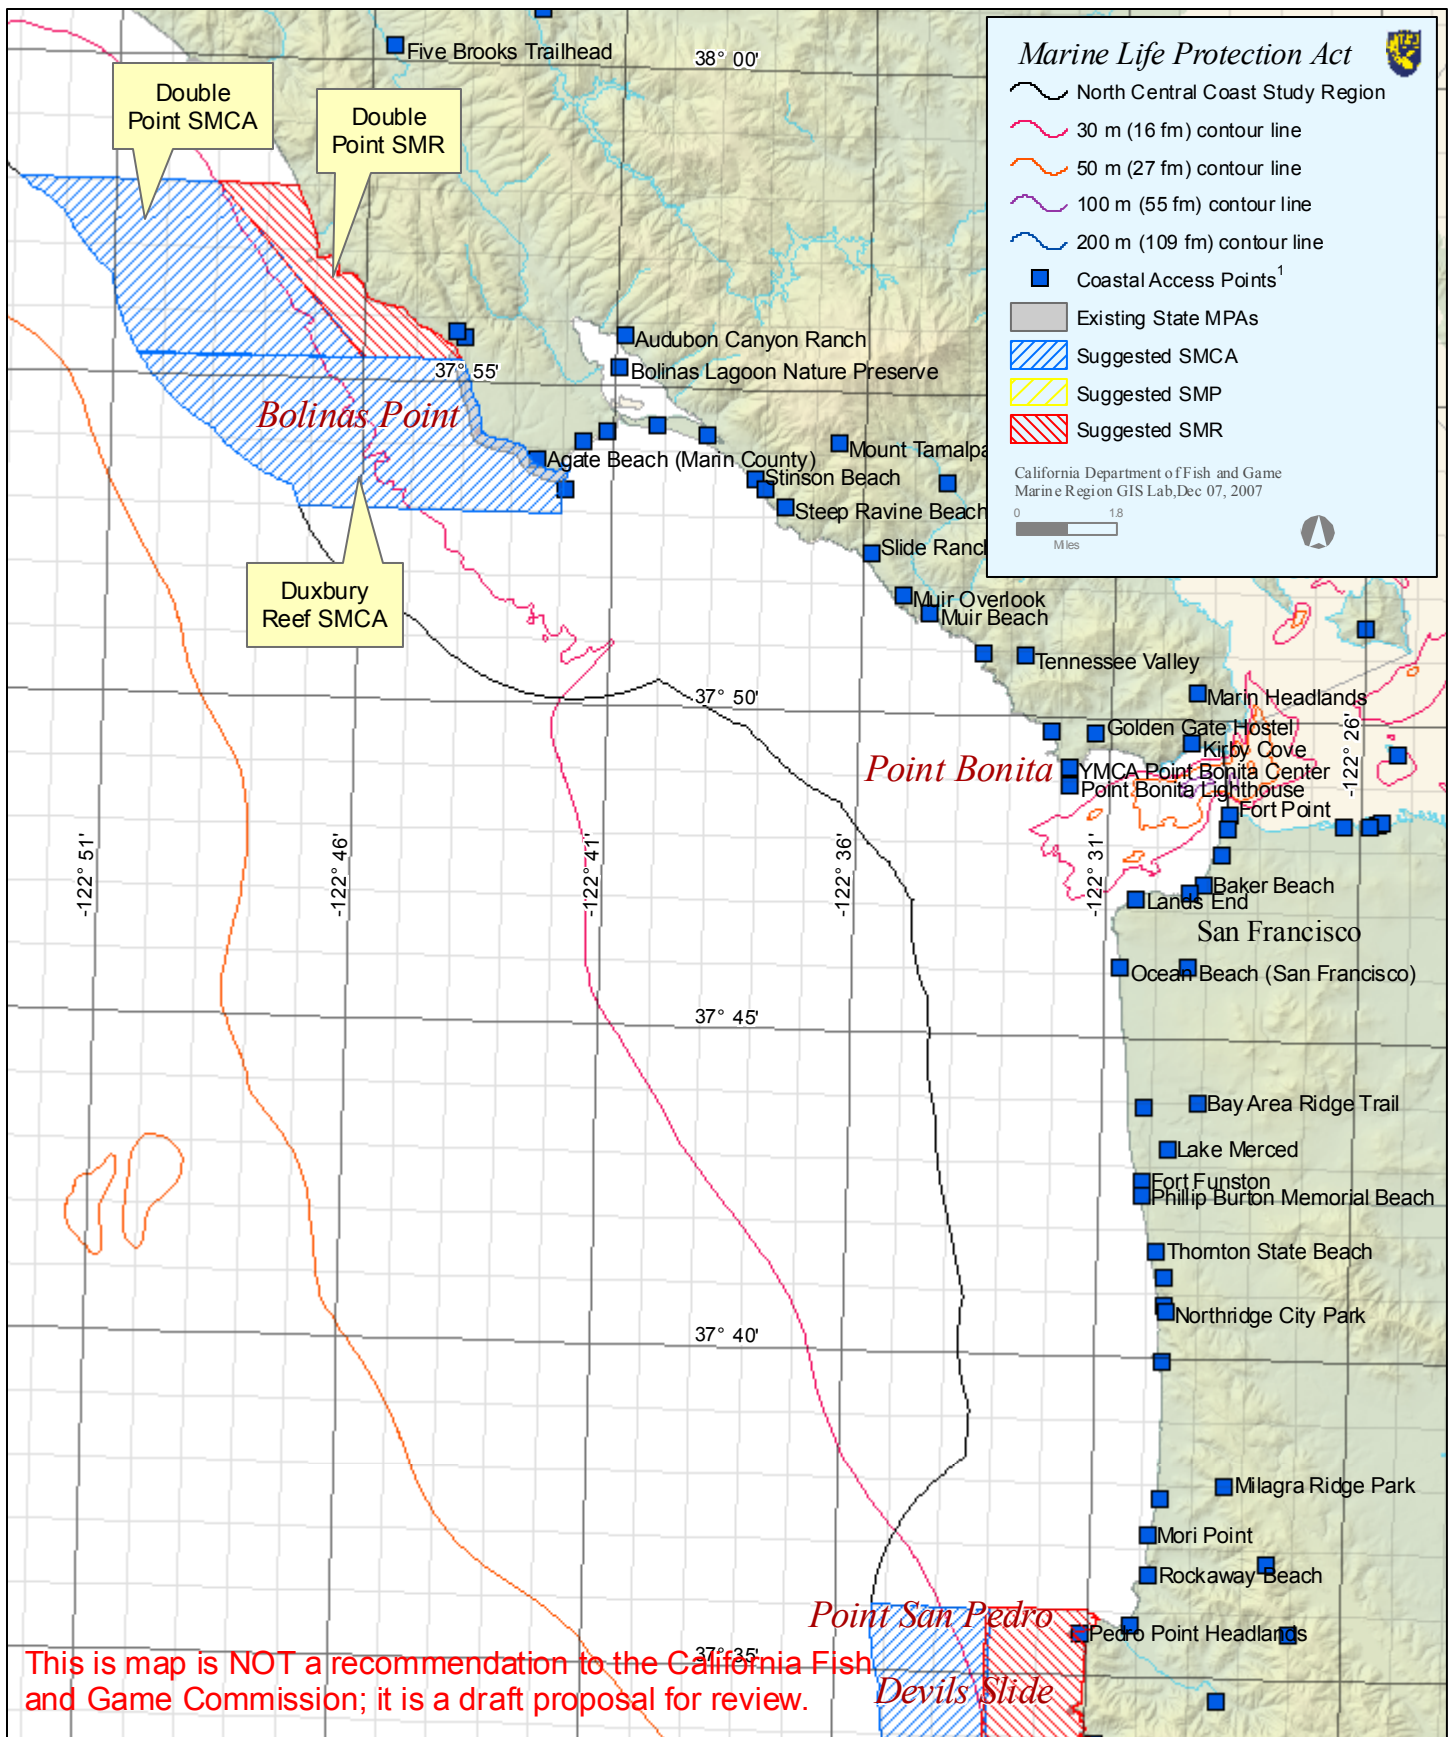 Five Brooks Trailhead
38° 00'
Double
Point SMCA
Double
Point SMR
Marine Life Protection Act
North Central Coast Study Region
30 m (16 fm) contour line
50 m (27 fm) contour line
100 m (55 fm) contour line
200 m (109 fm) contour line
Coastal Access Points1
Existing State MPAs
Suggested SMCA
Suggested SMP
Suggested SMR
California Department of Fish and Game
Marine Region GIS Lab,Dec 07, 2007
0 1.8
Miles
Audubon Canyon Ranch
Bolinas Lagoon Nature Preserve
37° 55'
Bolinas Point
Agate Beach (Marin County)
Mount Tamalpa
Stinson Beach
Steep Ravine Beach
Slide Ranch
Duxbury
Reef SMCA
Muir Overlook
Muir Beach
Tennessee Valley
Marin Headlands
37° 50'
Golden Gate Hostel
Kirby Cove
Point Bonita
YMCA Point Bonita Center
Point Bonita Lighthouse
Fort Point
-122° 51'
-122° 46'
-122° 41'
-122° 36'
-122° 31'
-122° 26'
Baker Beach
Lands End
San Francisco
Ocean Beach (San Francisco)
37° 45'
Bay Area Ridge Trail
Lake Merced
Fort Funston
Phillip Burton Memorial Beach
Thornton State Beach
Northridge City Park
37° 40'
Milagra Ridge Park
Mori Point
Rockaway Beach
Point San Pedro
Pedro Point Headlands
37° 35'
This is map is NOT a recommendation to the California Fish
and Game Commission; it is a draft proposal for review.
Devils Slide